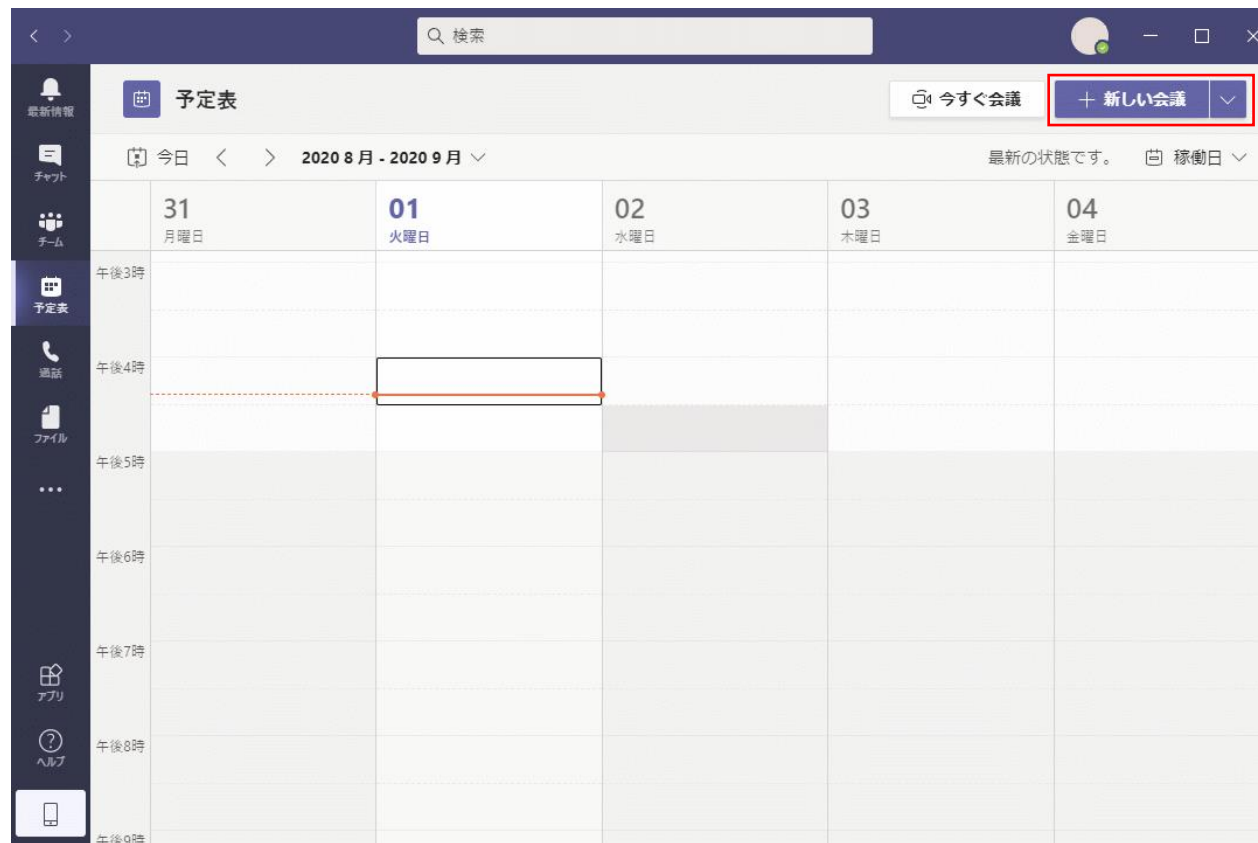 検索
最新情報
チャット
チーム
予定表
通話
ファイル
アプリ
ヘルプ
予定表
今すぐ会議
新しい会議
今日
2020 8 月 - 2020 9 月
最新の状態です。
稼働日
31
月曜日
01
火曜日
02
水曜日
03
木曜日
04
金曜日
午後3時
午後4時
午後5時
午後6時
午後7時
午後8時
午後9時